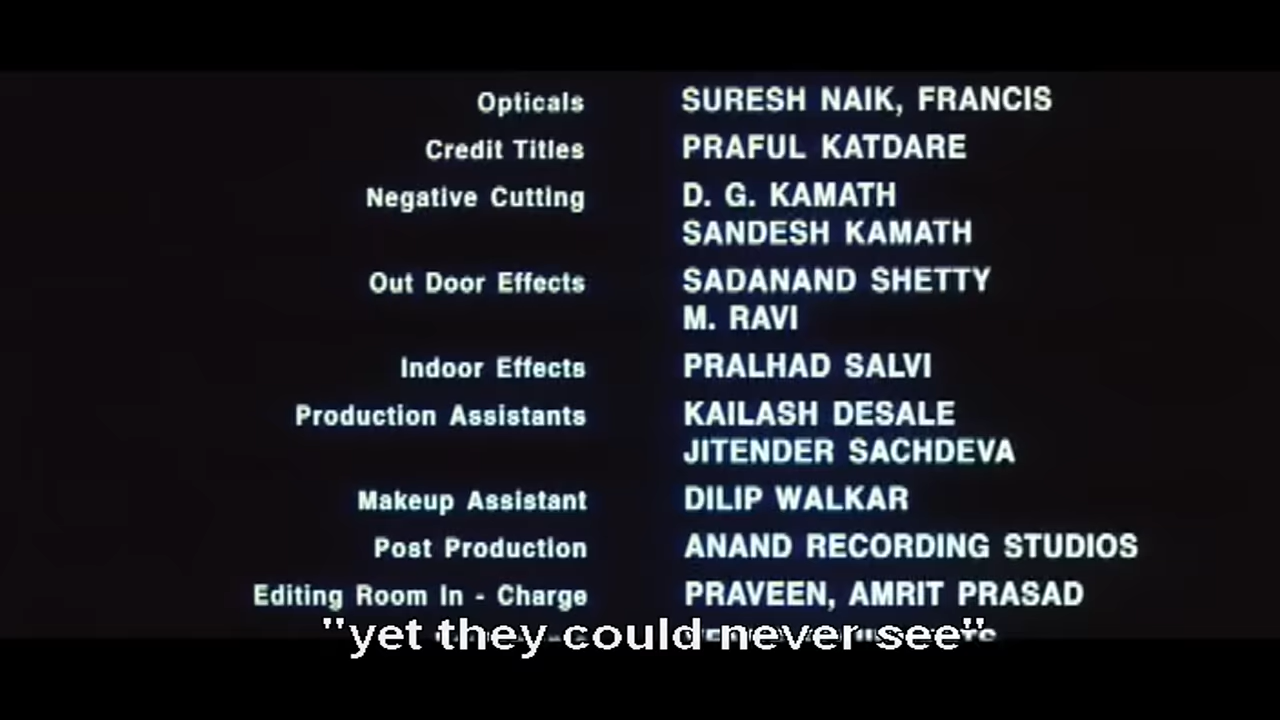 Opticals SURESH NAIK, FRANCIS
Credit Titles PRAFUL KATDARE
Negative Cutting D. G. KAMATH
SANDESH KAMATH
Out Door Effects SADANAND SHETTY
M. RAVI
Indoor Effects PRALHAD SALVI
Production Assistants KAILASH DESALE
JITENDER SACHDEVA
Makeup Assistant DILIP WALKAR
Post Production ANAND RECORDING STUDIOS
Editing Room In - Charge PRAVEEN, AMRIT PRASAD
"yet they could never see"